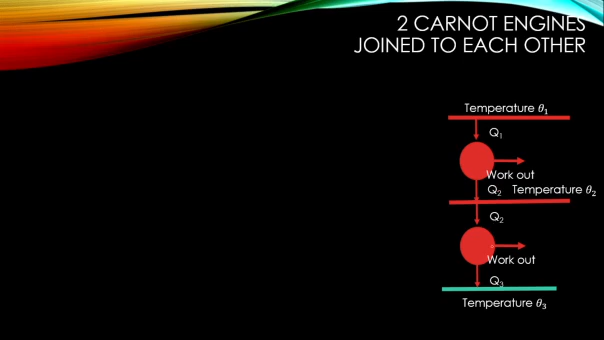 2 CARNOT ENGINES
JOINED TO EACH OTHER
Temperature θ₁
Q₁
Work out
Q₂ Temperature θ₂
Q₂
Work out
Q₃
Temperature θ₃